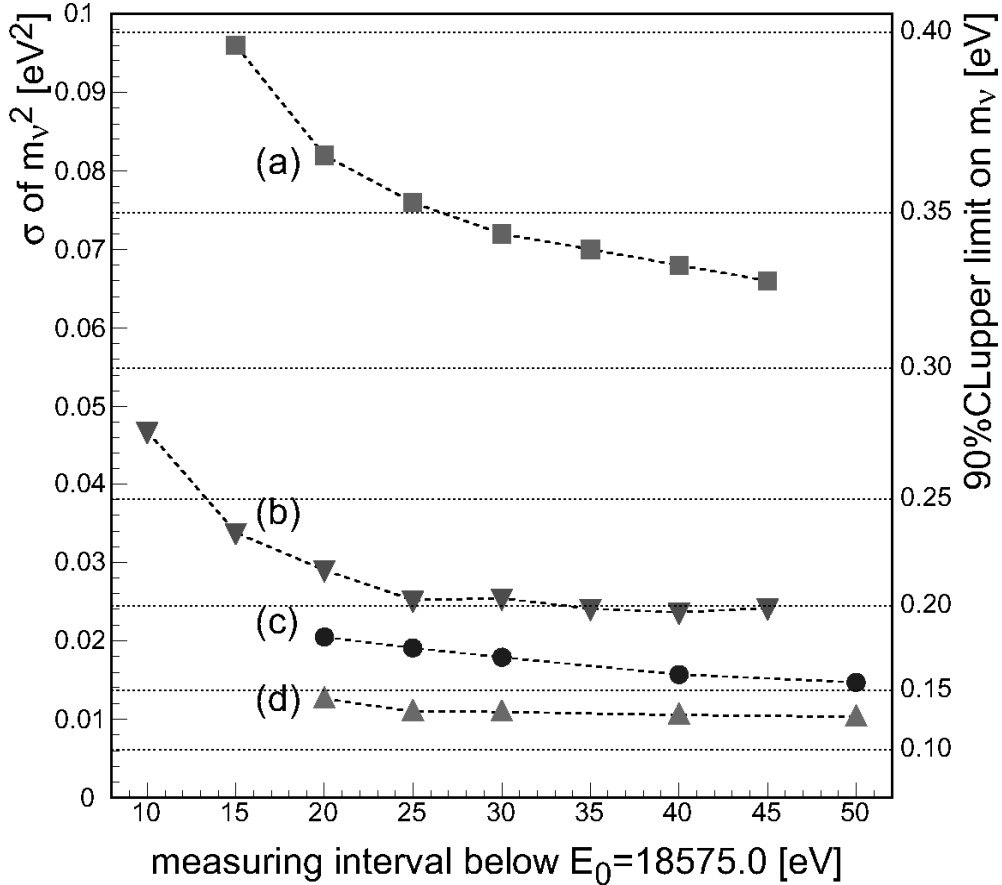 σ of mν² [eV²]
0.1
0.09
0.08
0.07
0.06
0.05
0.04
0.03
0.02
0.01
0
(a)
(b)
(c)
(d)
0.40
0.35
0.30
0.25
0.20
0.15
0.10
90%CLupper limit on mν [eV]
10 15 20 25 30 35 40 45 50
measuring interval below E₀=18575.0 [eV]